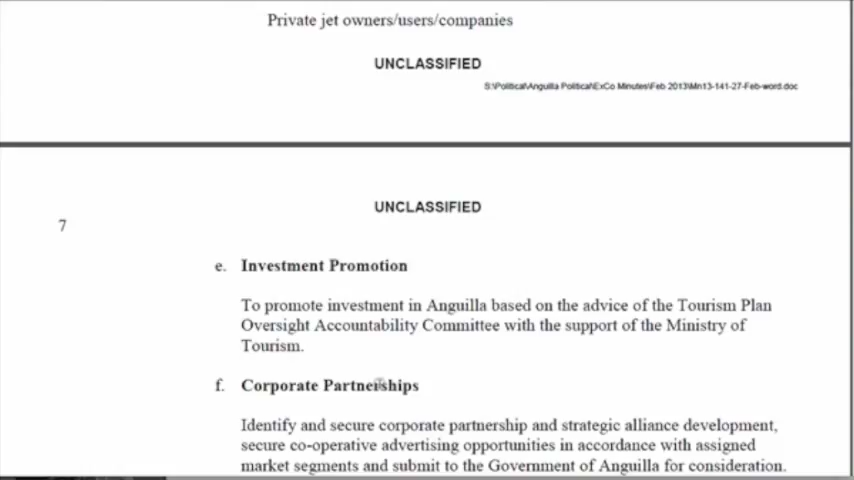 Private jet owners/users/companies
UNCLASSIFIED
S:\Political\Anguilla Political\ExCo Minutes\Feb 2013\Mn13-141-27-Feb-word.doc
UNCLASSIFIED
7
e. Investment Promotion
To promote investment in Anguilla based on the advice of the Tourism Plan
Oversight Accountability Committee with the support of the Ministry of
Tourism.
f. Corporate Partnerships
Identify and secure corporate partnership and strategic alliance development,
secure co-operative advertising opportunities in accordance with assigned
market segments and submit to the Government of Anguilla for consideration.